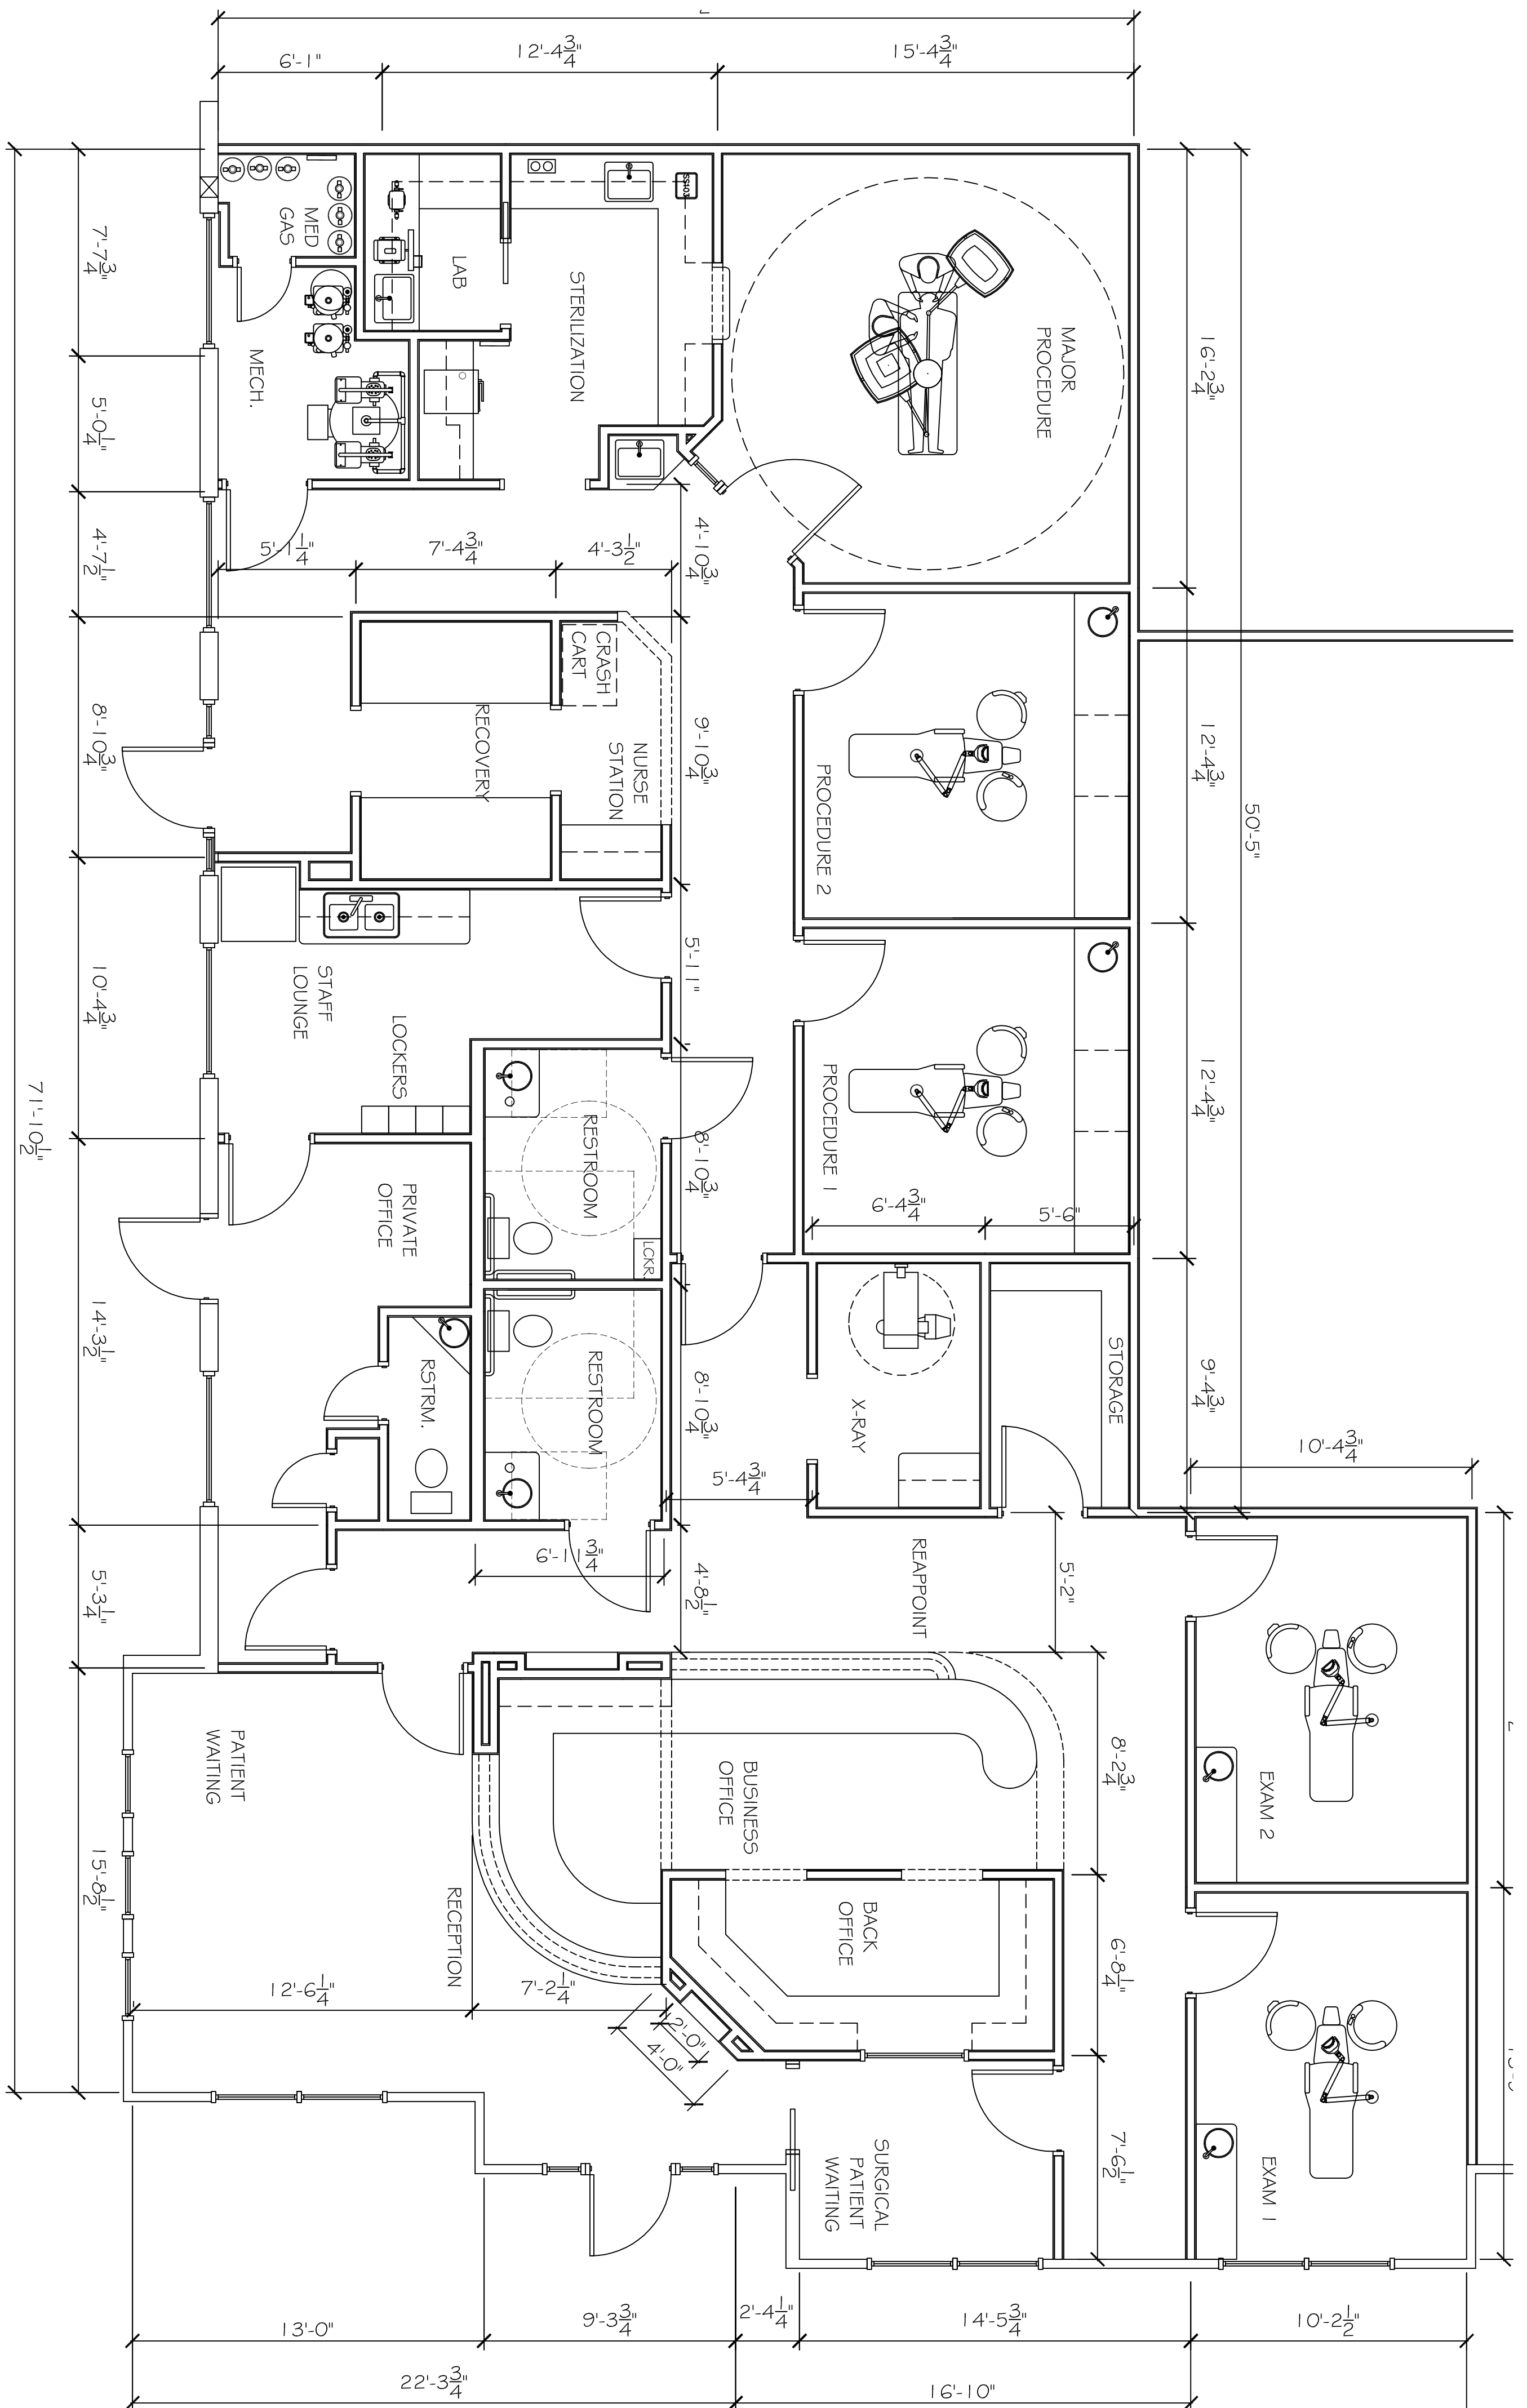 6'-1"
12'-4 3/4"
15'-4 3/4"
7'-7 3/4"
5'-0 1/4"
4'-7 1/2"
8'-10 3/4"
10'-4 3/4"
14'-3 1/2"
5'-3 1/4"
15'-8 1/2"
71'-10 1/2"
16'-2 3/4"
12'-4 3/4"
12'-4 3/4"
9'-4 3/4"
50'-5"
10'-4 3/4"
MED
GAS
MECH.
LAB
STERILIZATION
SS103
MAJOR
PROCEDURE
5'-1 1/4"
7'-4 3/4"
4'-3 1/2"
4'-10 3/4"
9'-10 3/4"
5'-11"
8'-10 3/4"
8'-10 3/4"
4'-8 1/2"
CRASH
CART
RECOVERY
NURSE
STATION
PROCEDURE 2
PROCEDURE 1
6'-4 3/4"
5'-6"
STAFF
LOUNGE
LOCKERS
RESTROOM
LCKR
PRIVATE
OFFICE
RESTROOM
RSTRM.
X-RAY
STORAGE
5'-4 3/4"
6'-11 3/4"
REAPPOINT
5'-2"
8'-2 3/4"
6'-8 1/4"
7'-6 1/2"
EXAM 2
EXAM 1
PATIENT
WAITING
BUSINESS
OFFICE
BACK
OFFICE
RECEPTION
12'-6 1/4"
7'-2 1/4"
2'-0"
4'-0"
SURGICAL
PATIENT
WAITING
13'-0"
9'-3 3/4"
2'-4 1/4"
14'-5 3/4"
10'-2 1/2"
22'-3 3/4"
16'-10"